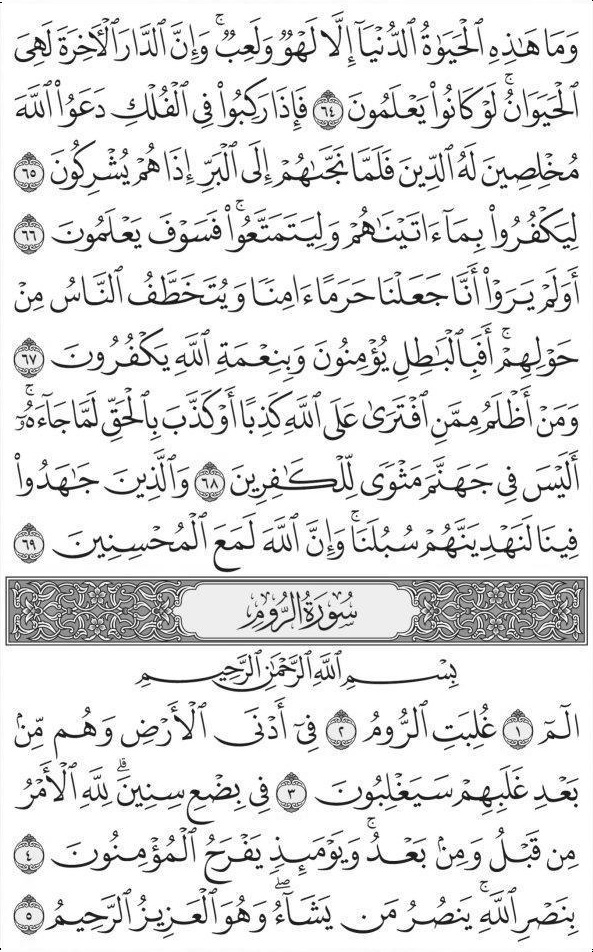 وَمَا هَٰذِهِ ٱلْحَيَوٰةُ ٱلدُّنْيَآ إِلَّا لَهْوٌ وَلَعِبٌ ۚ وَإِنَّ ٱلدَّارَ ٱلْـَٔاخِرَةَ لَهِىَ
ٱلْحَيَوَانُ ۚ لَوْ كَانُوا۟ يَعْلَمُونَ ٦٤ فَإِذَا رَكِبُوا۟ فِى ٱلْفُلْكِ دَعَوُا۟ ٱللَّهَ
مُخْلِصِينَ لَهُ ٱلدِّينَ فَلَمَّا نَجَّىٰهُمْ إِلَى ٱلْبَرِّ إِذَا هُمْ يُشْرِكُونَ ٦٥
لِيَكْفُرُوا۟ بِمَآ ءَاتَيْنَٰهُمْ وَلِيَتَمَتَّعُوا۟ ۖ فَسَوْفَ يَعْلَمُونَ ٦٦
أَوَلَمْ يَرَوْا۟ أَنَّا جَعَلْنَا حَرَمًا ءَامِنًا وَيُتَخَطَّفُ ٱلنَّاسُ مِنْ
حَوْلِهِمْ ۚ أَفَبِٱلْبَٰطِلِ يُؤْمِنُونَ وَبِنِعْمَةِ ٱللَّهِ يَكْفُرُونَ ٦٧
وَمَنْ أَظْلَمُ مِمَّنِ ٱفْتَرَىٰ عَلَى ٱللَّهِ كَذِبًا أَوْ كَذَّبَ بِٱلْحَقِّ لَمَّا جَآءَهُۥٓ ۚ
أَلَيْسَ فِى جَهَنَّمَ مَثْوًى لِّلْكَٰفِرِينَ ٦٨ وَٱلَّذِينَ جَٰهَدُوا۟
فِينَا لَنَهْدِيَنَّهُمْ سُبُلَنَا ۚ وَإِنَّ ٱللَّهَ لَمَعَ ٱلْمُحْسِنِينَ ٦٩
سُورَةُ الرُّومِ
بِسْمِ ٱللَّهِ ٱلرَّحْمَٰنِ ٱلرَّحِيمِ
الٓمٓ ١ غُلِبَتِ ٱلرُّومُ ٢ فِىٓ أَدْنَى ٱلْأَرْضِ وَهُم مِّنۢ
بَعْدِ غَلَبِهِمْ سَيَغْلِبُونَ ٣ فِى بِضْعِ سِنِينَ ۗ لِلَّهِ ٱلْأَمْرُ
مِن قَبْلُ وَمِنۢ بَعْدُ ۚ وَيَوْمَئِذٍ يَفْرَحُ ٱلْمُؤْمِنُونَ ٤
بِنَصْرِ ٱللَّهِ ۚ يَنصُرُ مَن يَشَآءُ ۖ وَهُوَ ٱلْعَزِيزُ ٱلرَّحِيمُ ٥